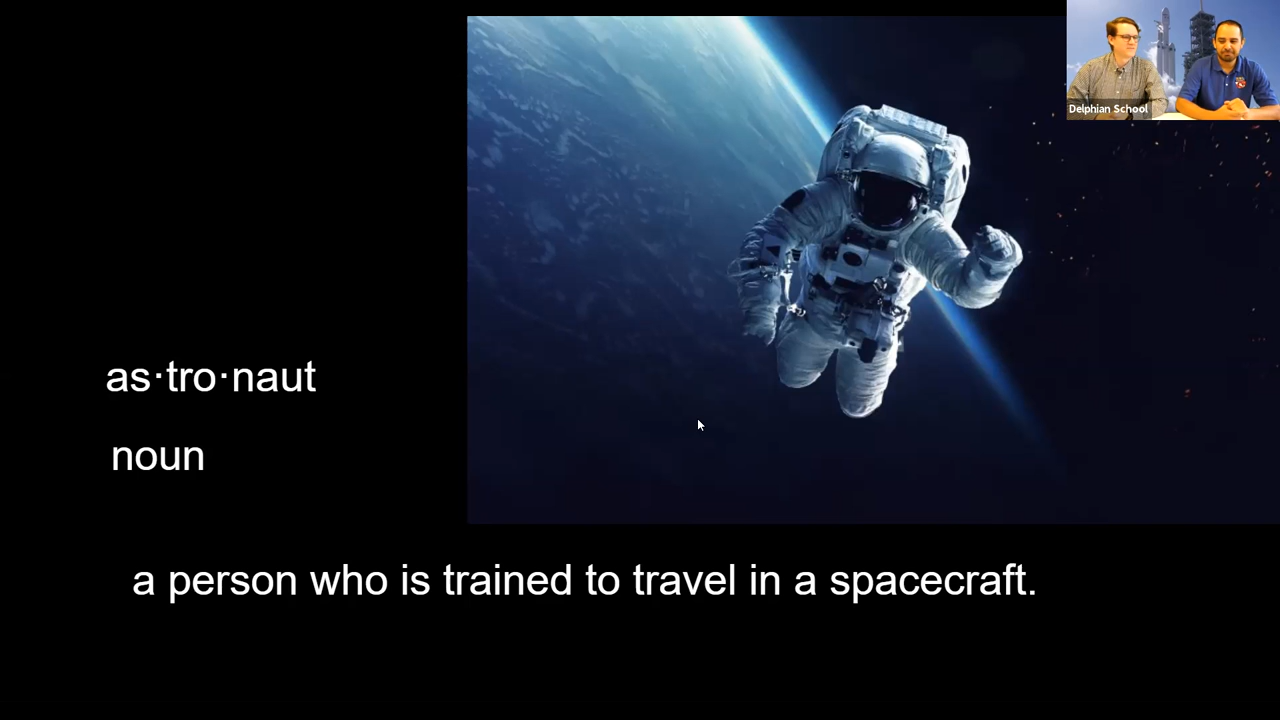 Delphian School
as·tro·naut
noun
a person who is trained to travel in a spacecraft.